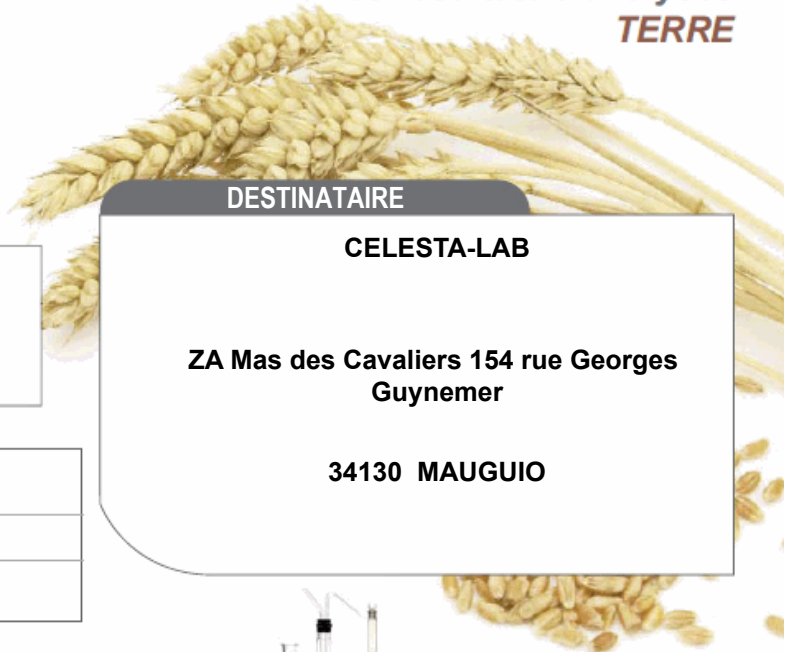 TERRE
DESTINATAIRE
CELESTA-LAB
ZA Mas des Cavaliers 154 rue Georges
Guynemer
34130 MAUGUIO